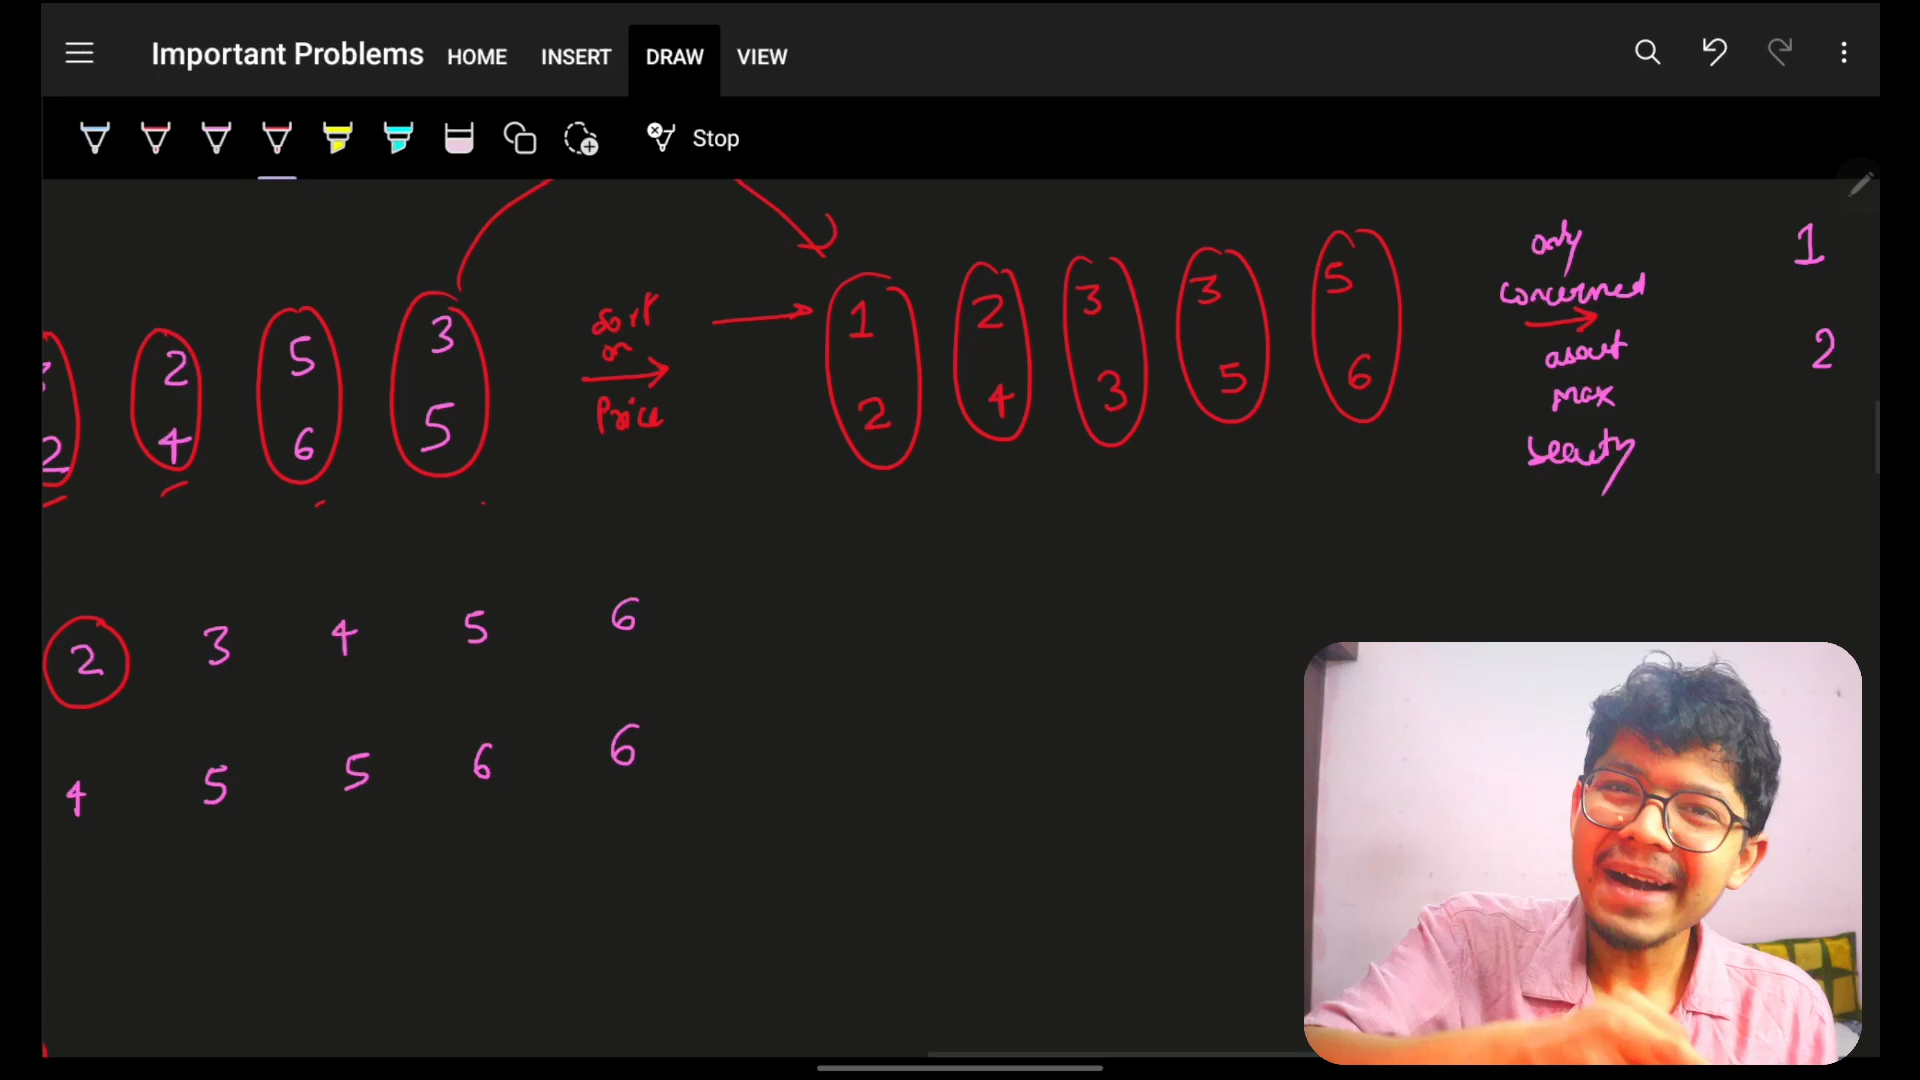 Important Problems HOME INSERT DRAW VIEW
Stop
2 5 3
2 4 6 5
Sort
on
Price
1 2 3 3 5
2 4 3 5 6
only
concerned
about
max
beauty
1
2
2 3 4 5 6
4 5 5 6 6